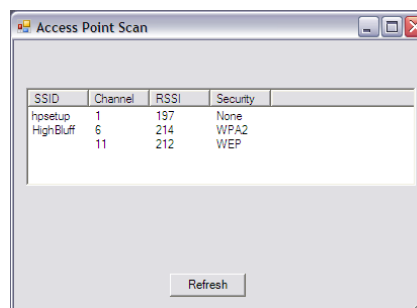 Access Point Scan
SSID Channel RSSI Security
hpsetup 1 197 None
HighBluff 6 214 WPA2
11 212 WEP
Refresh